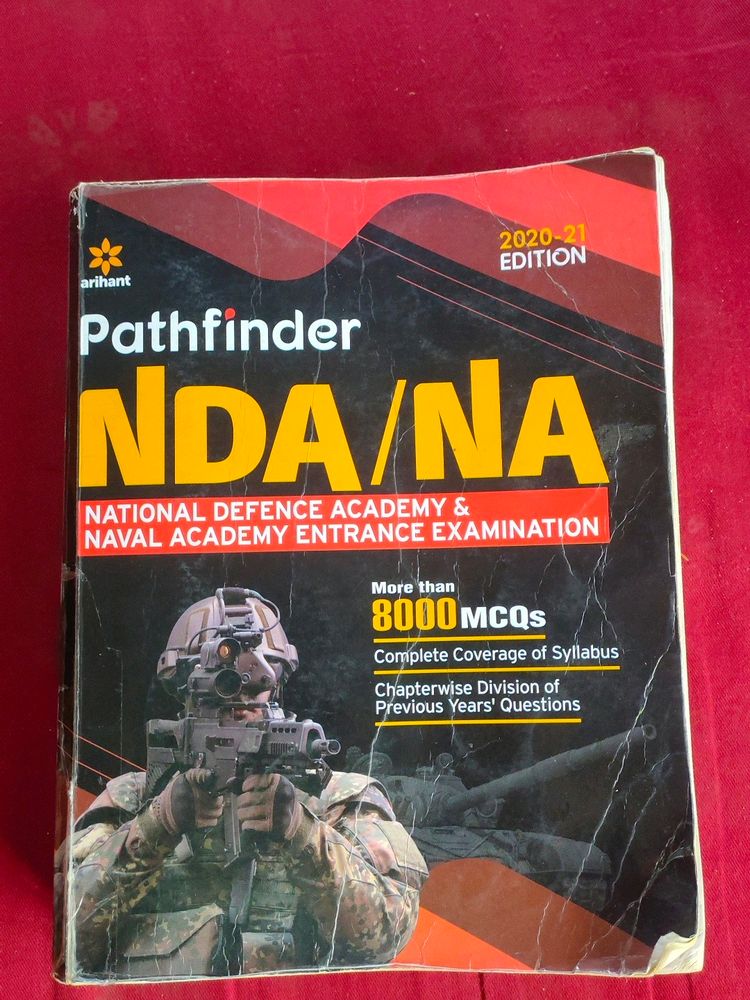 2020-21
EDITION
arihant
Pathfinder
NDA/NA
NATIONAL DEFENCE ACADEMY &
NAVAL ACADEMY ENTRANCE EXAMINATION
More than
8000 MCQs
Complete Coverage of Syllabus
Chapterwise Division of
Previous Years' Questions